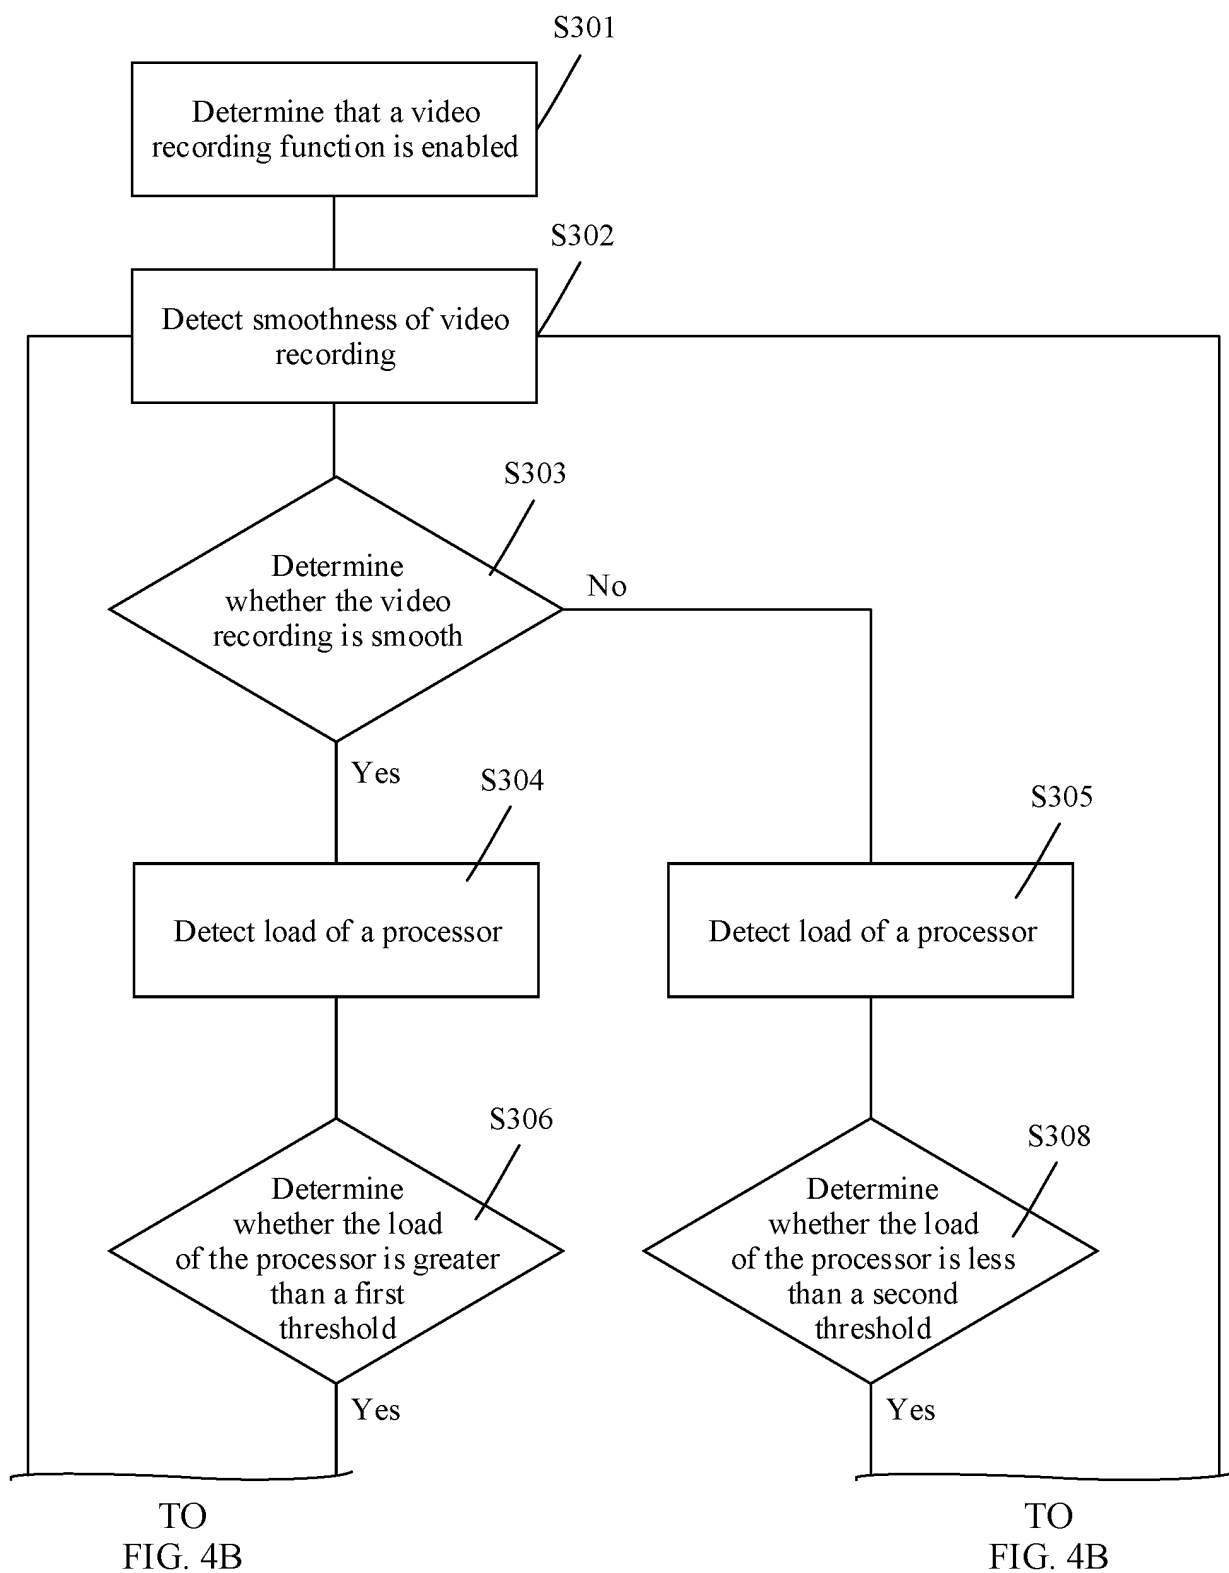 S301
Determine that a video
recording function is enabled
S302
Detect smoothness of video
recording
S303
Determine
whether the video
recording is smooth
No
Yes
S304
Detect load of a processor
S305
Detect load of a processor
S306
Determine
whether the load
of the processor is greater
than a first
threshold
Yes
S308
Determine
whether the load
of the processor is less
than a second
threshold
Yes
TO
FIG. 4B
TO
FIG. 4B